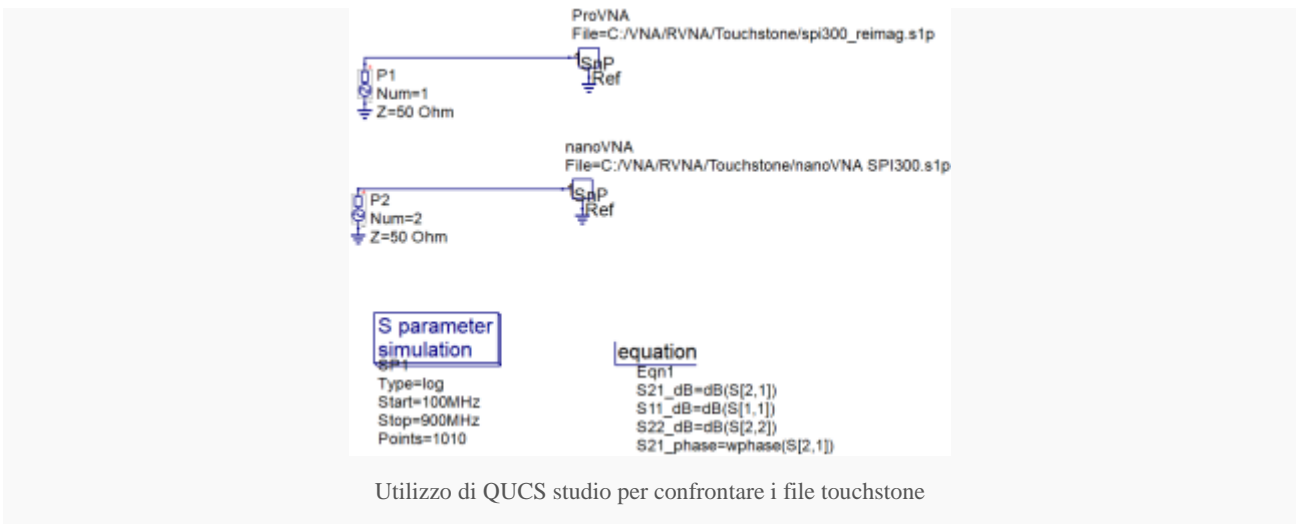 ProVNA
File=C:/VNA/RVNA/Touchstone/spi300_reimag.s1p
SnP
Ref
P1
Num=1
Z=50 Ohm
nanoVNA
File=C:/VNA/RVNA/Touchstone/nanoVNA SPI300.s1p
SnP
Ref
P2
Num=2
Z=50 Ohm
S parameter
simulation
SP1
Type=log
Start=100MHz
Stop=900MHz
Points=1010
equation
Eqn1
S21_dB=dB(S[2,1])
S11_dB=dB(S[1,1])
S22_dB=dB(S[2,2])
S21_phase=wphase(S[2,1])
Utilizzo di QUCS studio per confrontare i file touchstone